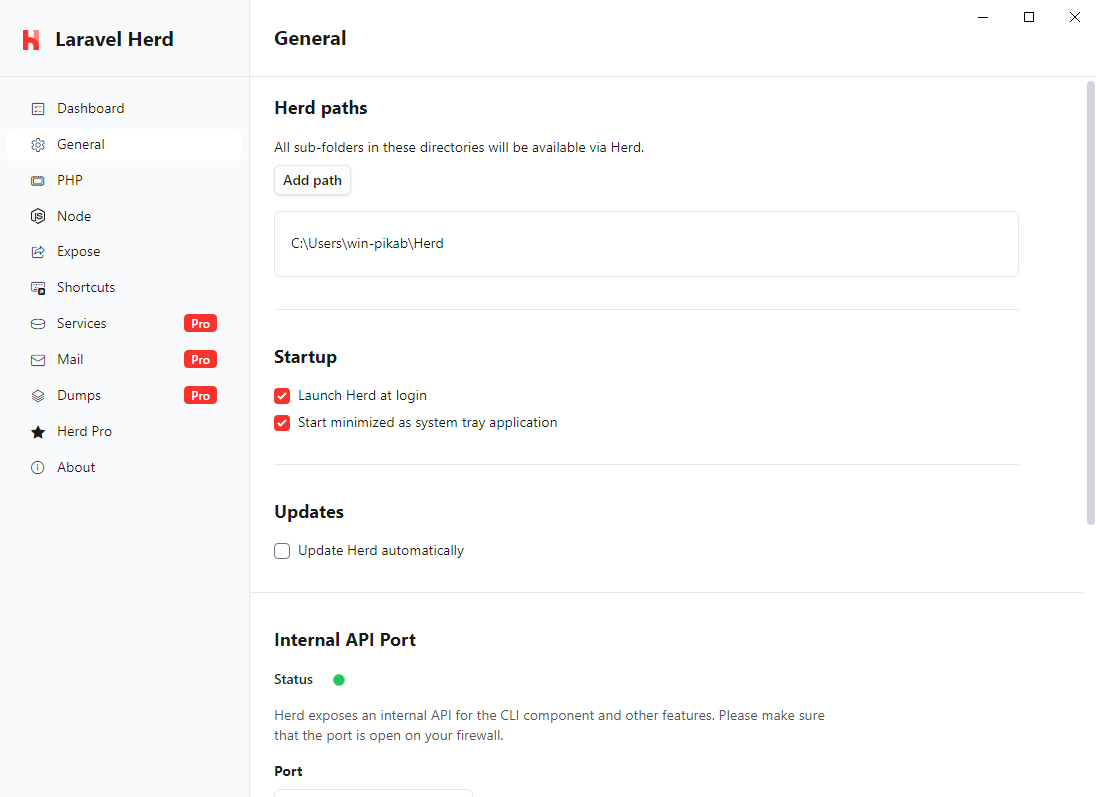 Laravel Herd
General
Dashboard
General
PHP
Node
Expose
Shortcuts
Services Pro
Mail Pro
Dumps Pro
Herd Pro
About
Herd paths
All sub-folders in these directories will be available via Herd.
Add path
C:\Users\win-pikab\Herd
Startup
Launch Herd at login
Start minimized as system tray application
Updates
Update Herd automatically
Internal API Port
Status
Herd exposes an internal API for the CLI component and other features. Please make sure
that the port is open on your firewall.
Port